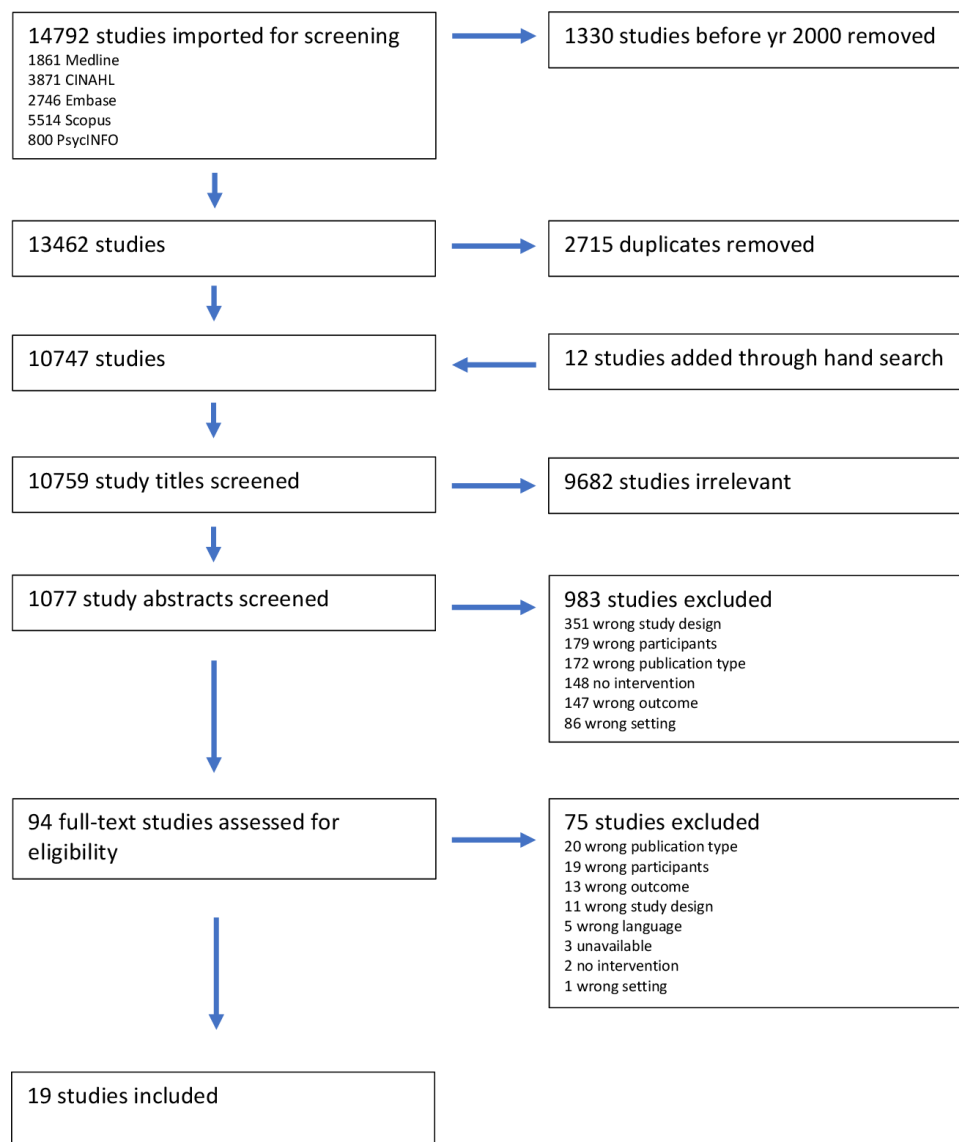 14792 studies imported for screening
1861 Medline
3871 CINAHL
2746 Embase
5514 Scopus
800 PsycINFO
1330 studies before yr 2000 removed
13462 studies
2715 duplicates removed
10747 studies
12 studies added through hand search
10759 study titles screened
9682 studies irrelevant
1077 study abstracts screened
983 studies excluded
351 wrong study design
179 wrong participants
172 wrong publication type
148 no intervention
147 wrong outcome
86 wrong setting
94 full-text studies assessed for
eligibility
75 studies excluded
20 wrong publication type
19 wrong participants
13 wrong outcome
11 wrong study design
5 wrong language
3 unavailable
2 no intervention
1 wrong setting
19 studies included